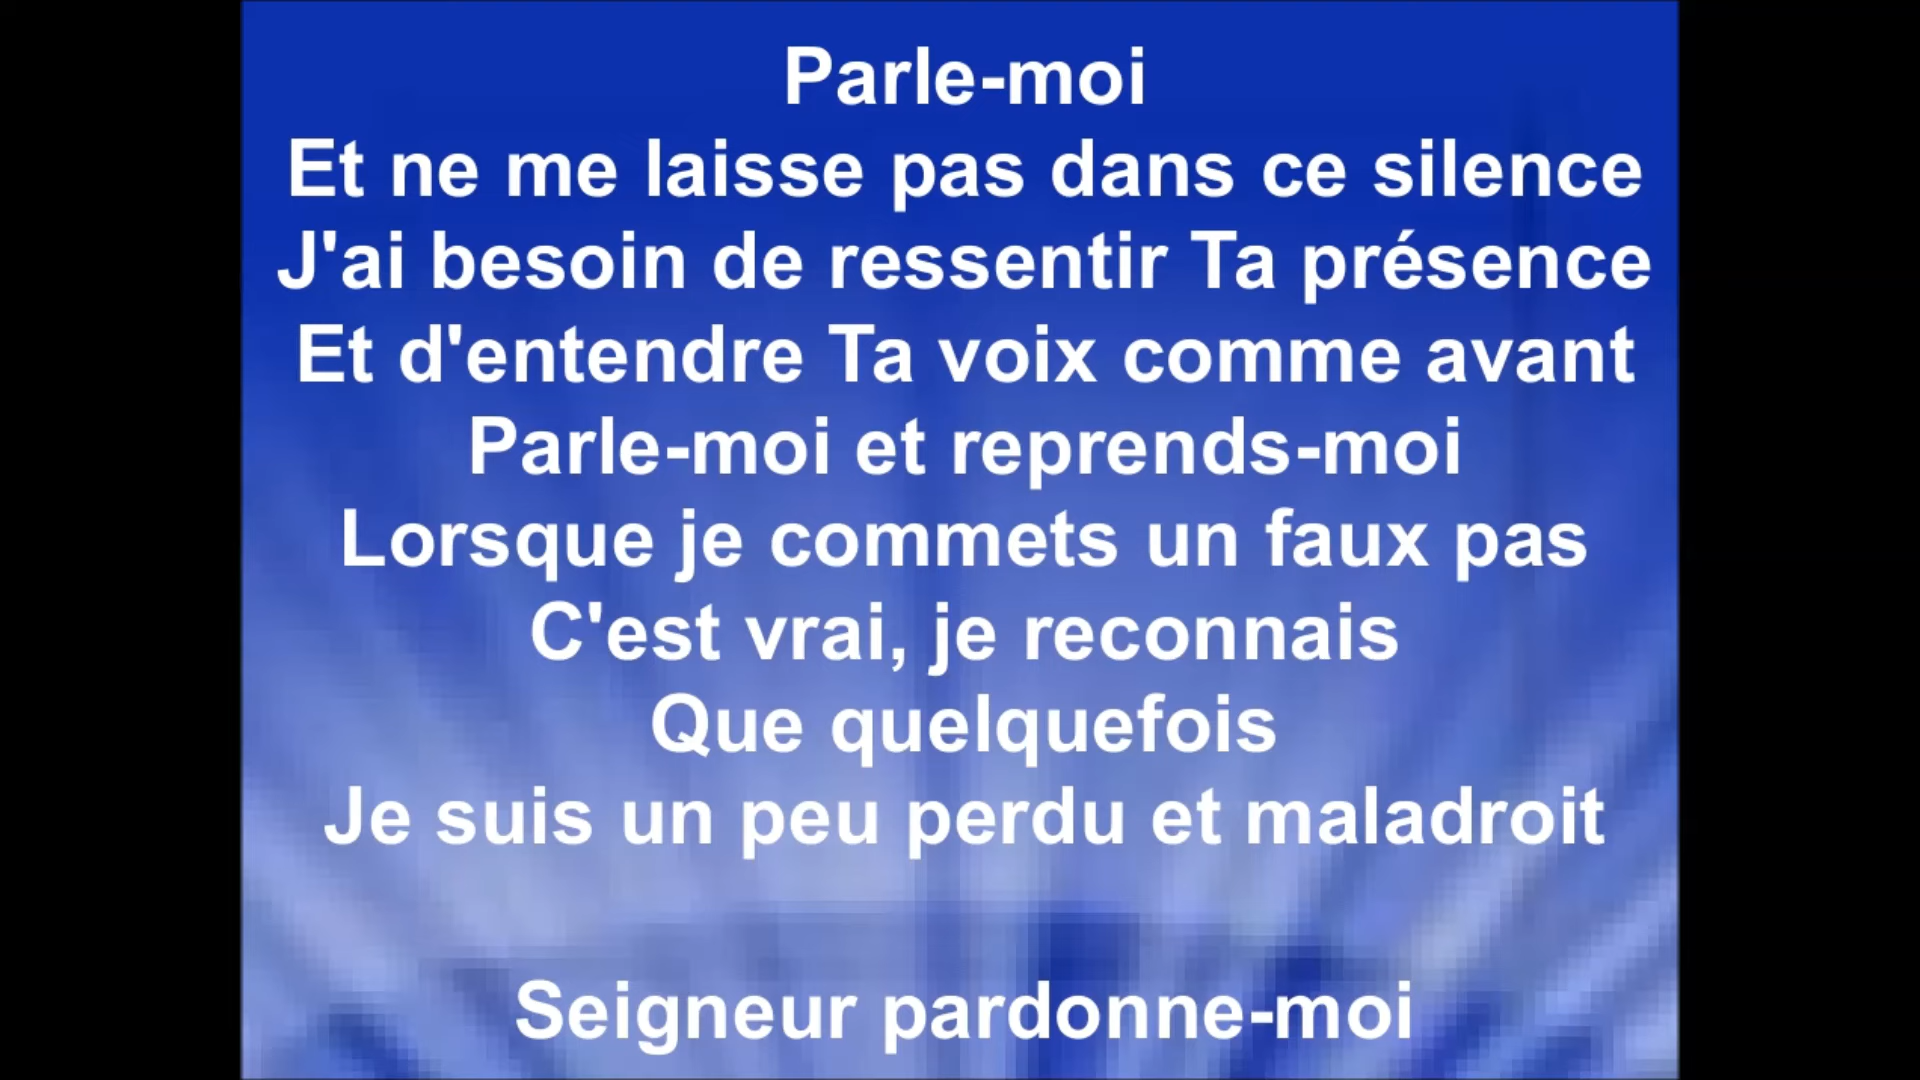 Parle-moi
Et ne me laisse pas dans ce silence
J'ai besoin de ressentir Ta présence
Et d'entendre Ta voix comme avant
Parle-moi et reprends-moi
Lorsque je commets un faux pas
C'est vrai, je reconnais
Que quelquefois
Je suis un peu perdu et maladroit
Seigneur pardonne-moi